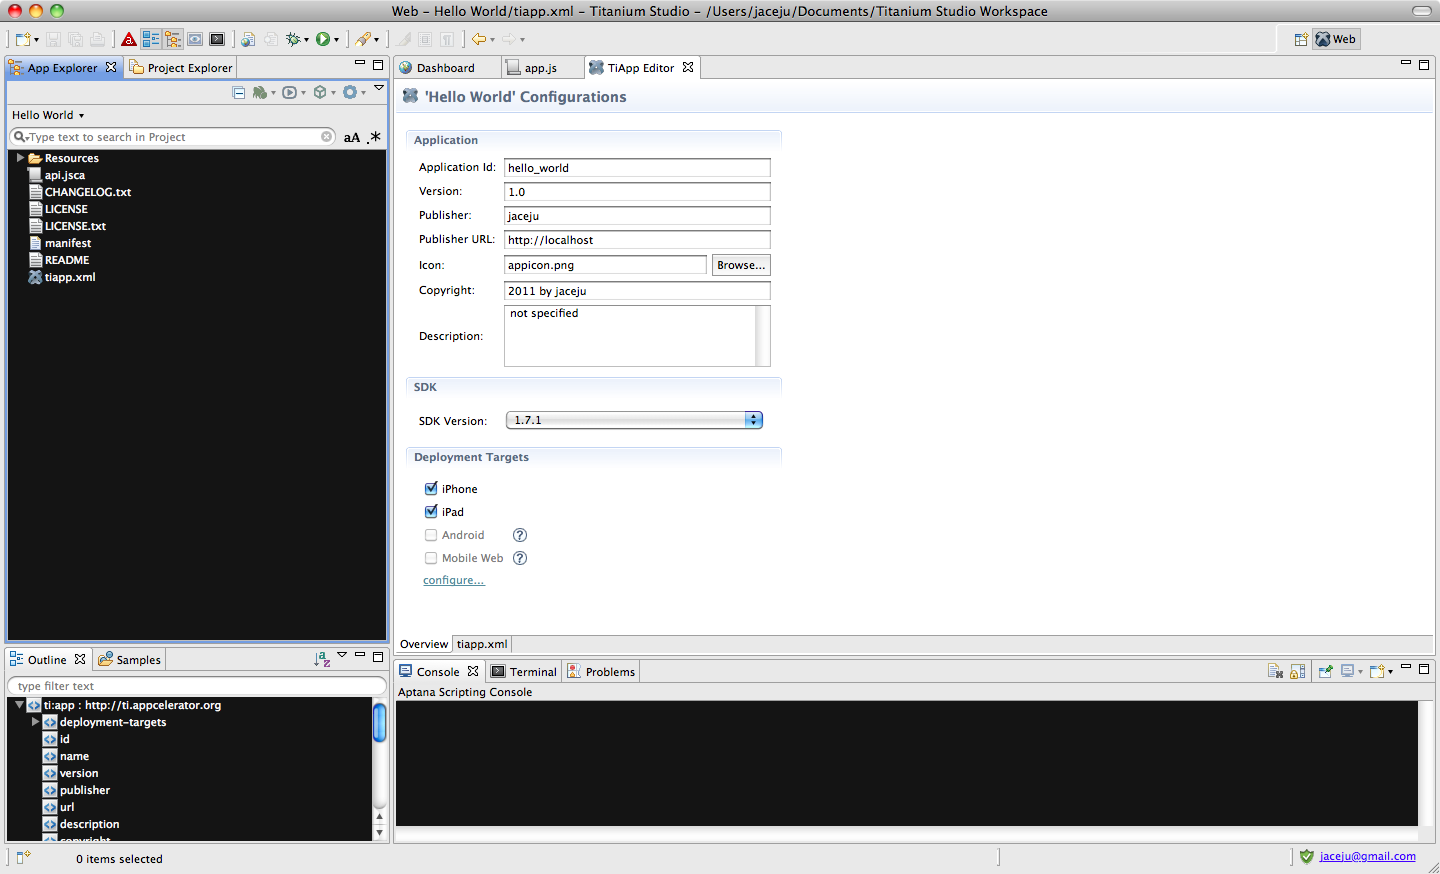 Web - Hello World/tiapp.xml - Titanium Studio - /Users/jaceju/Documents/Titanium Studio Workspace
Web
App Explorer
Project Explorer
Hello World
Type text to search in Project
aA .*
Resources
api.jsca
CHANGELOG.txt
LICENSE
LICENSE.txt
manifest
README
tiapp.xml
Dashboard
app.js
TiApp Editor
'Hello World' Configurations
Application
Application Id: hello_world
Version: 1.0
Publisher: jaceju
Publisher URL: http://localhost
Icon: appicon.png Browse...
Copyright: 2011 by jaceju
Description: not specified
SDK
SDK Version: 1.7.1
Deployment Targets
iPhone
iPad
Android ?
Mobile Web ?
configure...
Overview tiapp.xml
Outline
Samples
type filter text
ti:app : http://ti.appcelerator.org
deployment-targets
id
name
version
publisher
url
description
copyright
Console
Terminal
Problems
Aptana Scripting Console
0 items selected
jaceju@gmail.com